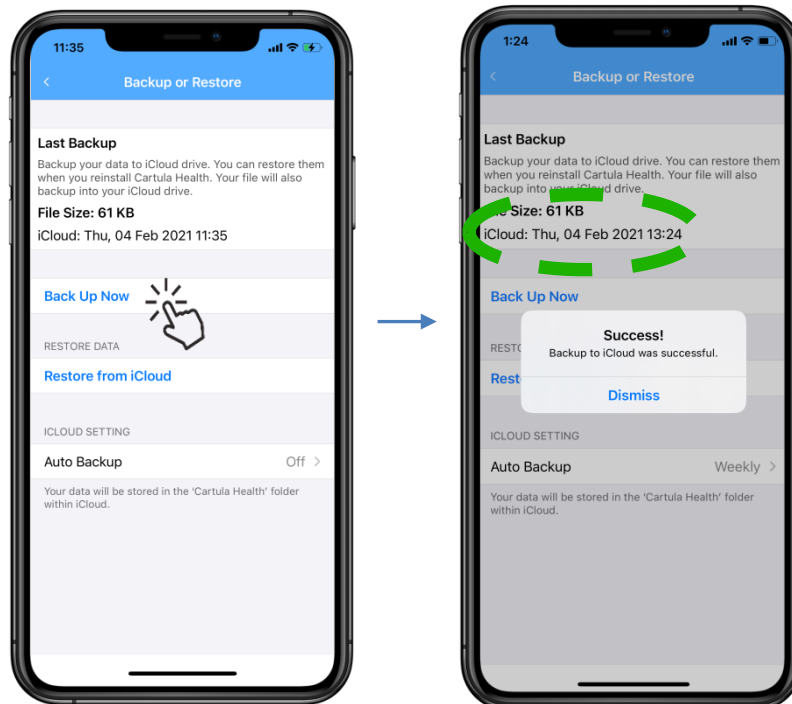 11:35
Backup or Restore
Last Backup
Backup your data to iCloud drive. You can restore them
when you reinstall Cartula Health. Your file will also
backup into your iCloud drive.
File Size: 61 KB
iCloud: Thu, 04 Feb 2021 11:35
Back Up Now
RESTORE DATA
Restore from iCloud
ICLOUD SETTING
Auto Backup Off
Your data will be stored in the ‘Cartula Health’ folder
within iCloud.
1:24
Backup or Restore
Last Backup
Backup your data to iCloud drive. You can restore them
when you reinstall Cartula Health. Your file will also
backup into your iCloud drive.
File Size: 61 KB
iCloud: Thu, 04 Feb 2021 13:24
Back Up Now
RESTO
Rest
Success!
Backup to iCloud was successful.
Dismiss
ICLOUD SETTING
Auto Backup Weekly
Your data will be stored in the ‘Cartula Health’ folder
within iCloud.